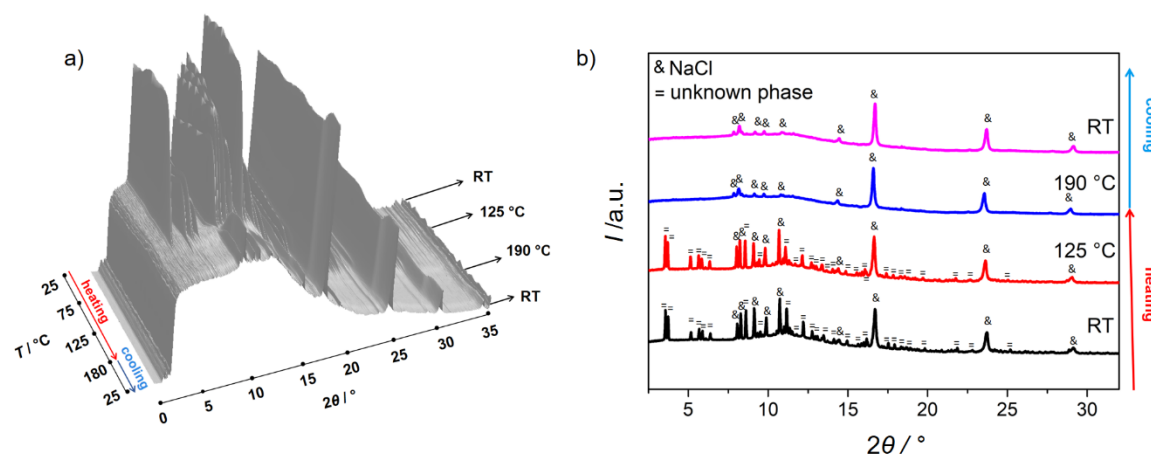 a)
RT
125 °C
190 °C
RT
25
75
125
180
25
T / °C
heating
cooling
0
5
10
15
20
25
30
35
2θ / °
b)
& NaCl
= unknown phase
I /a.u.
& & & & & & & & &
RT
& & & & & & & & &
190 °C
= = = = = = & & = & = & & = = = = = = = & = = = = & = = = = = = = & = &
125 °C
= = = = = & & = & = & & = = = = = = & = = = = & = = = = = = = = & = &
RT
5
10
15
20
25
30
2θ / °
cooling
heating